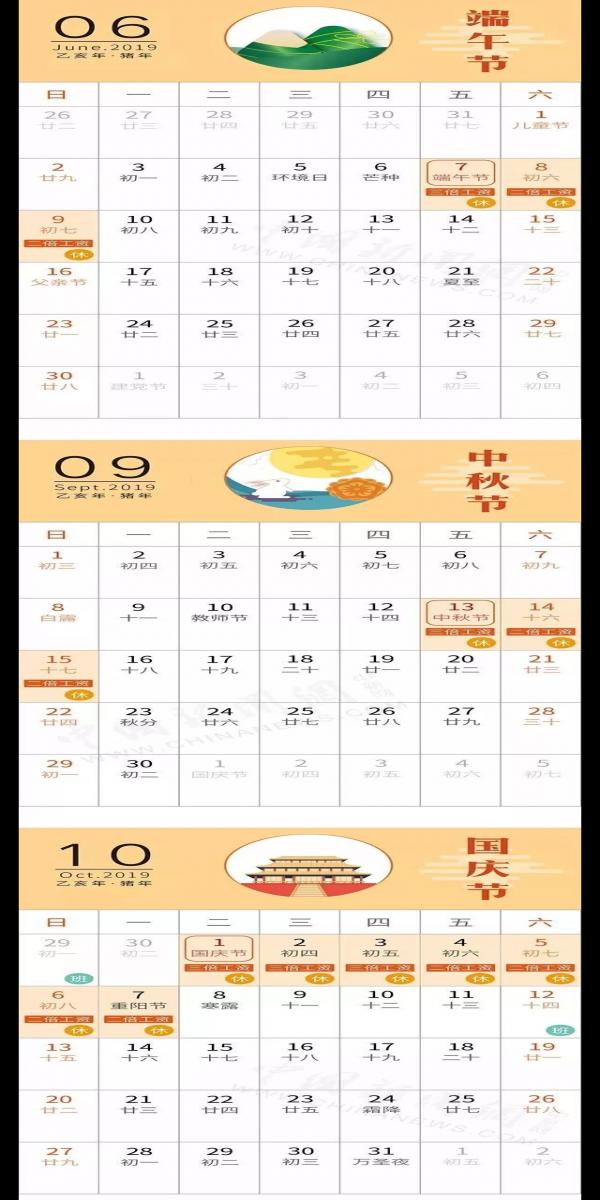 06
June.2019
乙亥年·猪年
端午节
日 一 二 三 四 五 六
26 27 28 29 30 31 1
廿二 廿三 廿四 廿五 廿六 廿七 儿童节
2 3 4 5 6 7 8
廿九 初一 初二 环境日 芒种 端午节 初六
三倍工资 二倍工资
休 休
9 10 11 12 13 14 15
初七 初八 初九 初十 十一 十二 十三
二倍工资
休
16 17 18 19 20 21 22
父亲节 十五 十六 十七 十八 夏至 二十
23 24 25 26 27 28 29
廿一 廿二 廿三 廿四 廿五 廿六 廿七
30 1 2 3 4 5 6
廿八 建党节 三十 初一 初二 初三 初四
中国新闻网
WWW.CHINANEWS.COM
09
Sept.2019
乙亥年·猪年
中秋节
日 一 二 三 四 五 六
1 2 3 4 5 6 7
初三 初四 初五 初六 初七 初八 初九
8 9 10 11 12 13 14
白露 十一 教师节 十三 十四 中秋节 十六
三倍工资 二倍工资
休 休
15 16 17 18 19 20 21
十七 十八 十九 二十 廿一 廿二 廿三
二倍工资
休
22 23 24 25 26 27 28
廿四 秋分 廿六 廿七 廿八 廿九 三十
29 30 1 2 3 4 5
初一 初二 国庆节 初四 初五 初六 初七
中国新闻网
WWW.CHINANEWS.COM
10
Oct.2019
乙亥年·猪年
国庆节
日 一 二 三 四 五 六
29 30 1 2 3 4 5
初一 初二 国庆节 初四 初五 初六 初七
三倍工资 三倍工资 三倍工资 二倍工资 二倍工资
班 休 休 休 休 休
6 7 8 9 10 11 12
初八 重阳节 寒露 十一 十二 十三 十四
二倍工资 二倍工资
休 休 班
13 14 15 16 17 18 19
十五 十六 十七 十八 十九 二十 廿一
20 21 22 23 24 25 26
廿二 廿三 廿四 廿五 霜降 廿七 廿八
27 28 29 30 31 1 2
廿九 初一 初二 初三 万圣夜 初五 初六
中国新闻网
WWW.CHINANEWS.COM